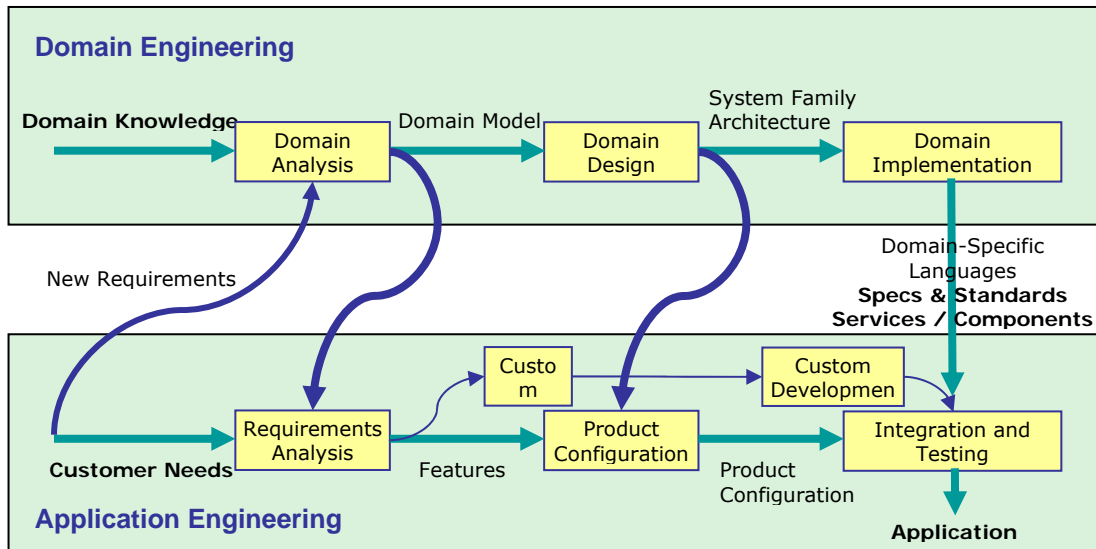 Domain Engineering
Domain Knowledge
Domain
Analysis
Domain Model
Domain
Design
System Family
Architecture
Domain
Implementation
New Requirements
Domain-Specific
Languages
Specs & Standards
Services / Components
Custo
m
Custom
Developmen
Requirements
Analysis
Product
Configuration
Integration and
Testing
Customer Needs
Features
Product
Configuration
Application Engineering
Application